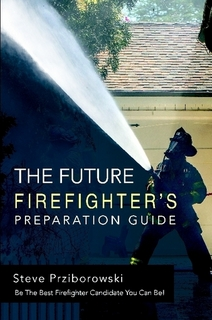 THE FUTURE
FIREFIGHTER'S
PREPARATION GUIDE
Steve Prziborowski
Be The Best Firefighter Candidate You Can Be!